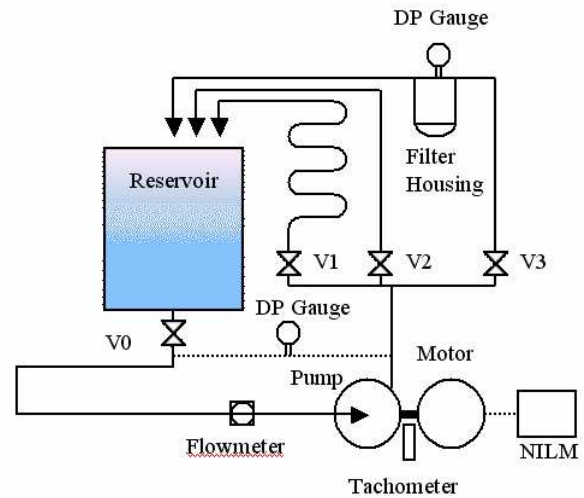 DP Gauge
Filter
Housing
Reservoir
V1
V2
V3
DP Gauge
V0
Motor
Pump
Flowmeter
NILM
Tachometer